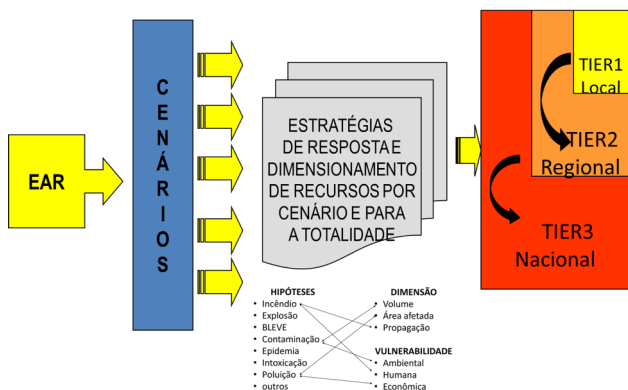 EAR
CENÁRIOS
ESTRATÉGIAS
DE RESPOSTA E
DIMENSIONAMENTO
DE RECURSOS POR
CENÁRIO E PARA
A TOTALIDADE
TIER1
Local
TIER2
Regional
TIER3
Nacional
HIPÓTESES
• Incêndio
• Explosão
• BLEVE
• Contaminação
• Epidemia
• Intoxicação
• Poluição
• outros
DIMENSÃO
• Volume
• Área afetada
• Propagação
VULNERABILIDADE
• Ambiental
• Humana
• Econômica